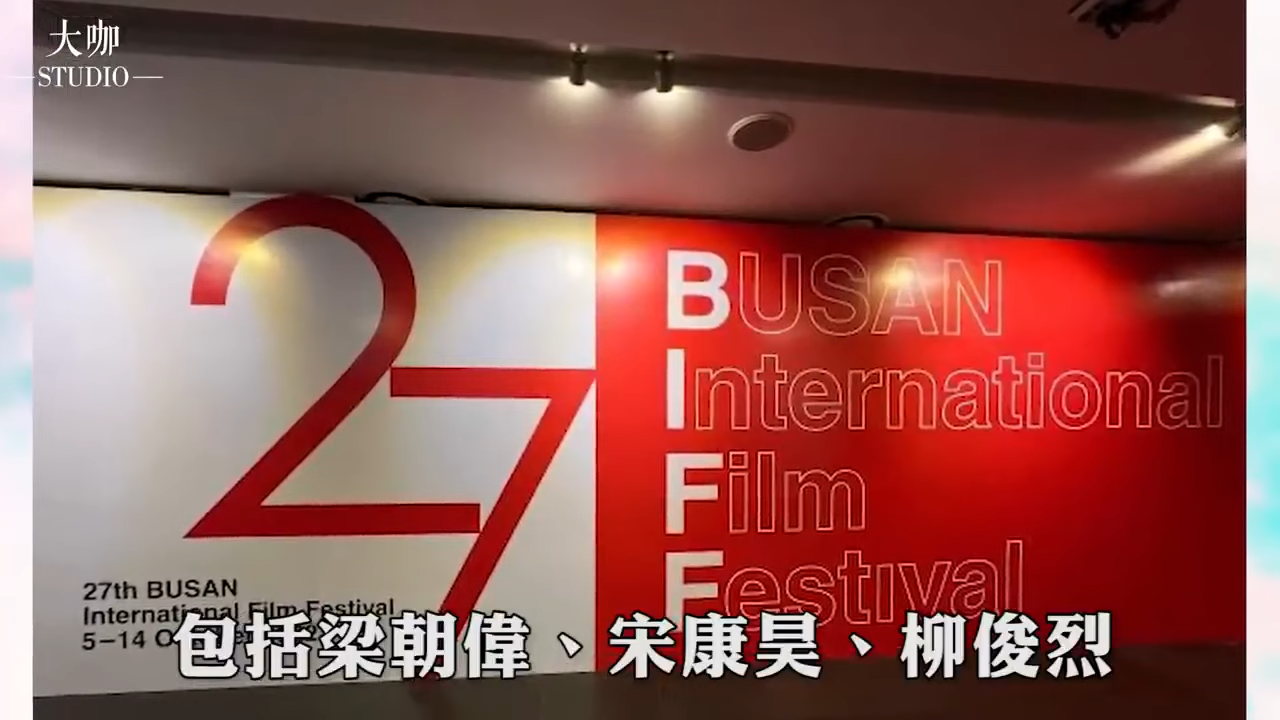 大咖
STUDIO
27
BUSAN
International
Film
Festival
27th BUSAN
International Film Festival
5–14
包括梁朝偉、宋康昊、柳俊烈